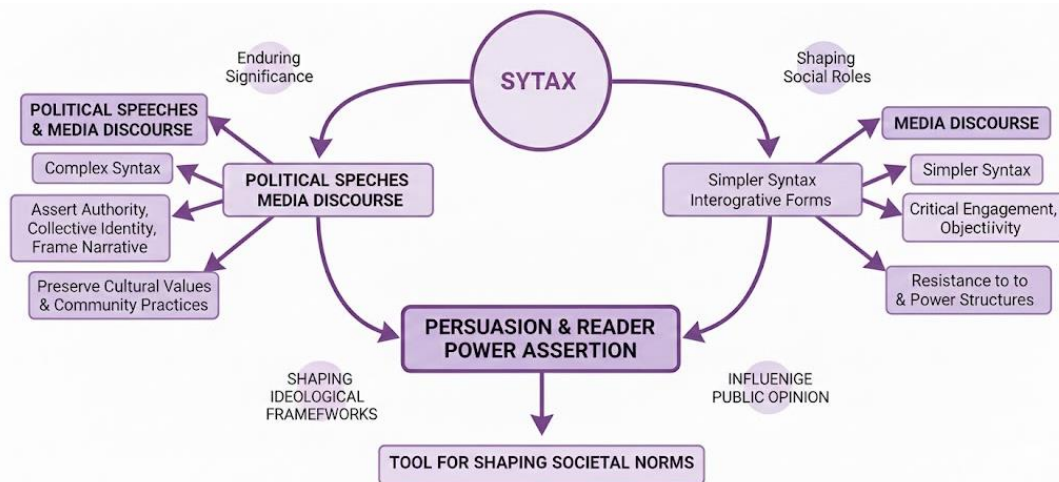 SYTAX
Enduring
Significance
Shaping
Social Roles
POLITICAL SPEECHES
& MEDIA DISCOURSE
Complex Syntax
Assert Authority,
Collective Identity,
Frame Narrative
Preserve Cultural Values
& Community Practices
POLITICAL SPECHES
MEDIA DISCOURSE
Simpler Syntax
Interogrative Forms
MEDIA DISCOURSE
Simpler Syntax
Critical Engagement,
Objectiivity
Resistance to to
& Power Structures
PERSUASION & READER
POWER ASSERTION
SHAPING
IDEOLOGICAL
FRAMEFWORKS
INFLUENIGE
PUBLIC OPINION
TOOL FOR SHAPING SOCIETAL NORMS